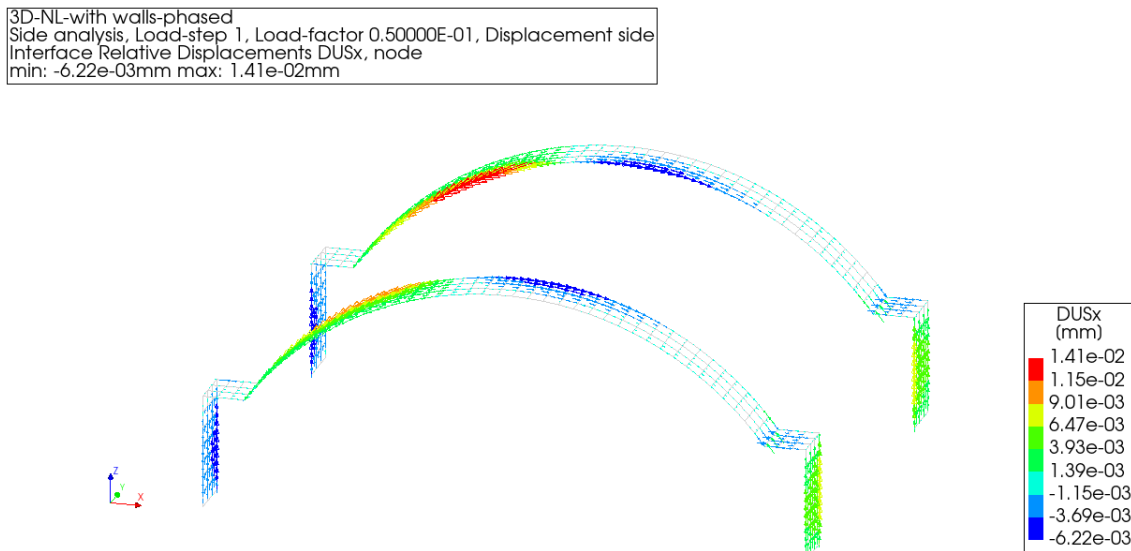 3D-NL-with walls-phased
Side analysis, Load-step 1, Load-factor 0.50000E-01, Displacement side
Interface Relative Displacements DUSx, node
min: -6.22e-03mm max: 1.41e-02mm
Z
Y
X
DUSx
(mm)
1.41e-02
1.15e-02
9.01e-03
6.47e-03
3.93e-03
1.39e-03
-1.15e-03
-3.69e-03
-6.22e-03